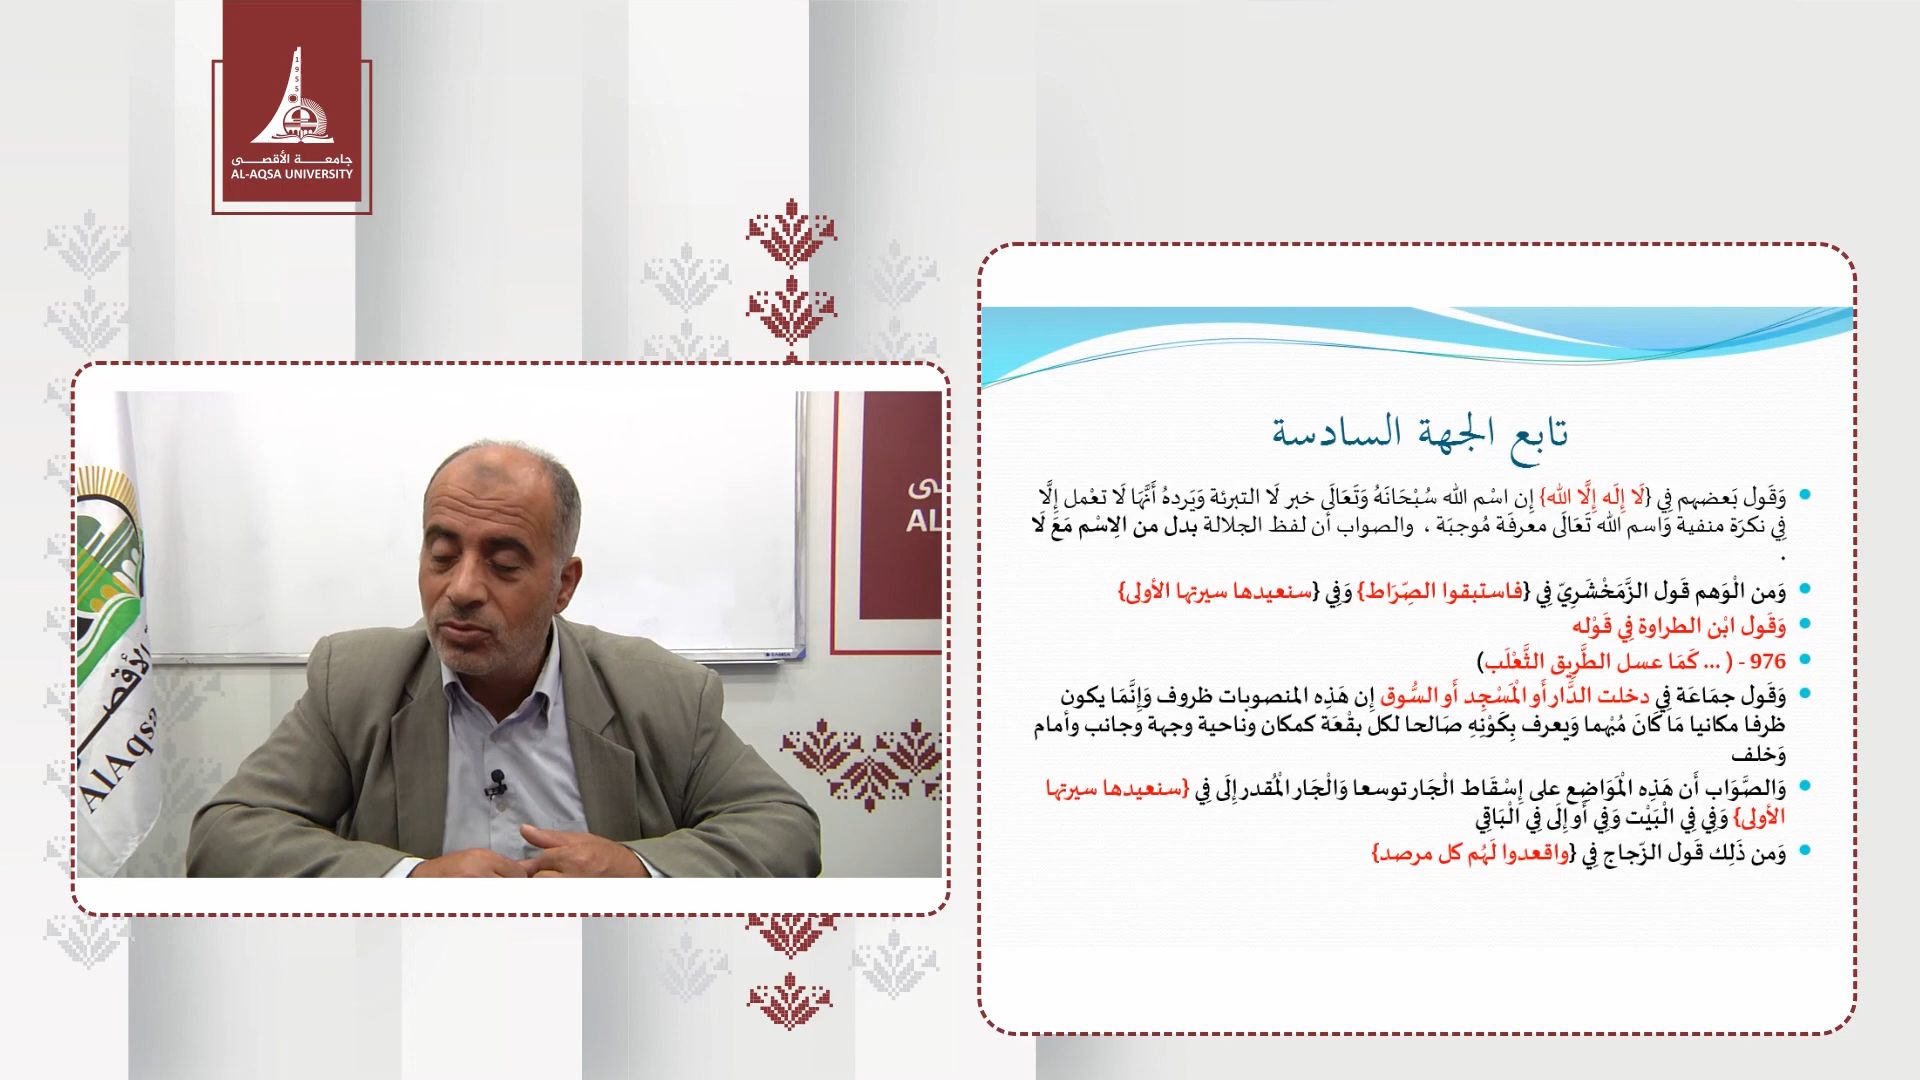 1955
جامعة الأقصى
AL-AQSA UNIVERSITY
ى
AL
الأقص
AlAqsa
تابع الجهة السادسة
وَقَول بَعضهم فِي {لَا إِلَه إِلَّا الله} إِن اسْم الله سُبْحَانَهُ وَتَعَالَى خبر لَا التبرئة وَيَردهُ أَنَّهَا لَا تعْمل إِلَّا
فِي نكرَة منفية وَاسم الله تَعَالَى معرفَة مُوجبَة ، والصواب أن لفظ الجلالة بدل من الِاسْم مَعَ لَا
.
وَمن الْوَهم قَول الزَّمَخْشَرِيّ فِي {فاستبقوا الصِّرَاط} وَفِي {سنعيدها سيرتها الأولى}
وَقَول ابْن الطراوة فِي قَوْله
976 - ( ... كَمَا عسل الطَّرِيق الثَّعْلَب)
وَقَول جمَاعَة فِي دخلت الدَّار أَو الْمَسْجِد أَو السُّوق إِن هَذِه المنصوبات ظروف وَإِنَّمَا يكون
ظرفا مكانيا مَا كَانَ مُبْهما وَيعرف بِكَوْنِهِ صَالحا لكل بقْعَة كمكان وناحية وجهة وجانب وأمام
وَخلف
وَالصَّوَاب أَن هَذِه الْمَوَاضِع على إِسْقَاط الْجَار توسعا وَالْجَار الْمُقدر إِلَى فِي {سنعيدها سيرتها
الأولى} وَفِي فِي الْبَيْت وَفِي أَو إِلَى فِي الْبَاقِي
وَمن ذَلِك قَول الزّجاج فِي {واقعدوا لَهُم كل مرصد}